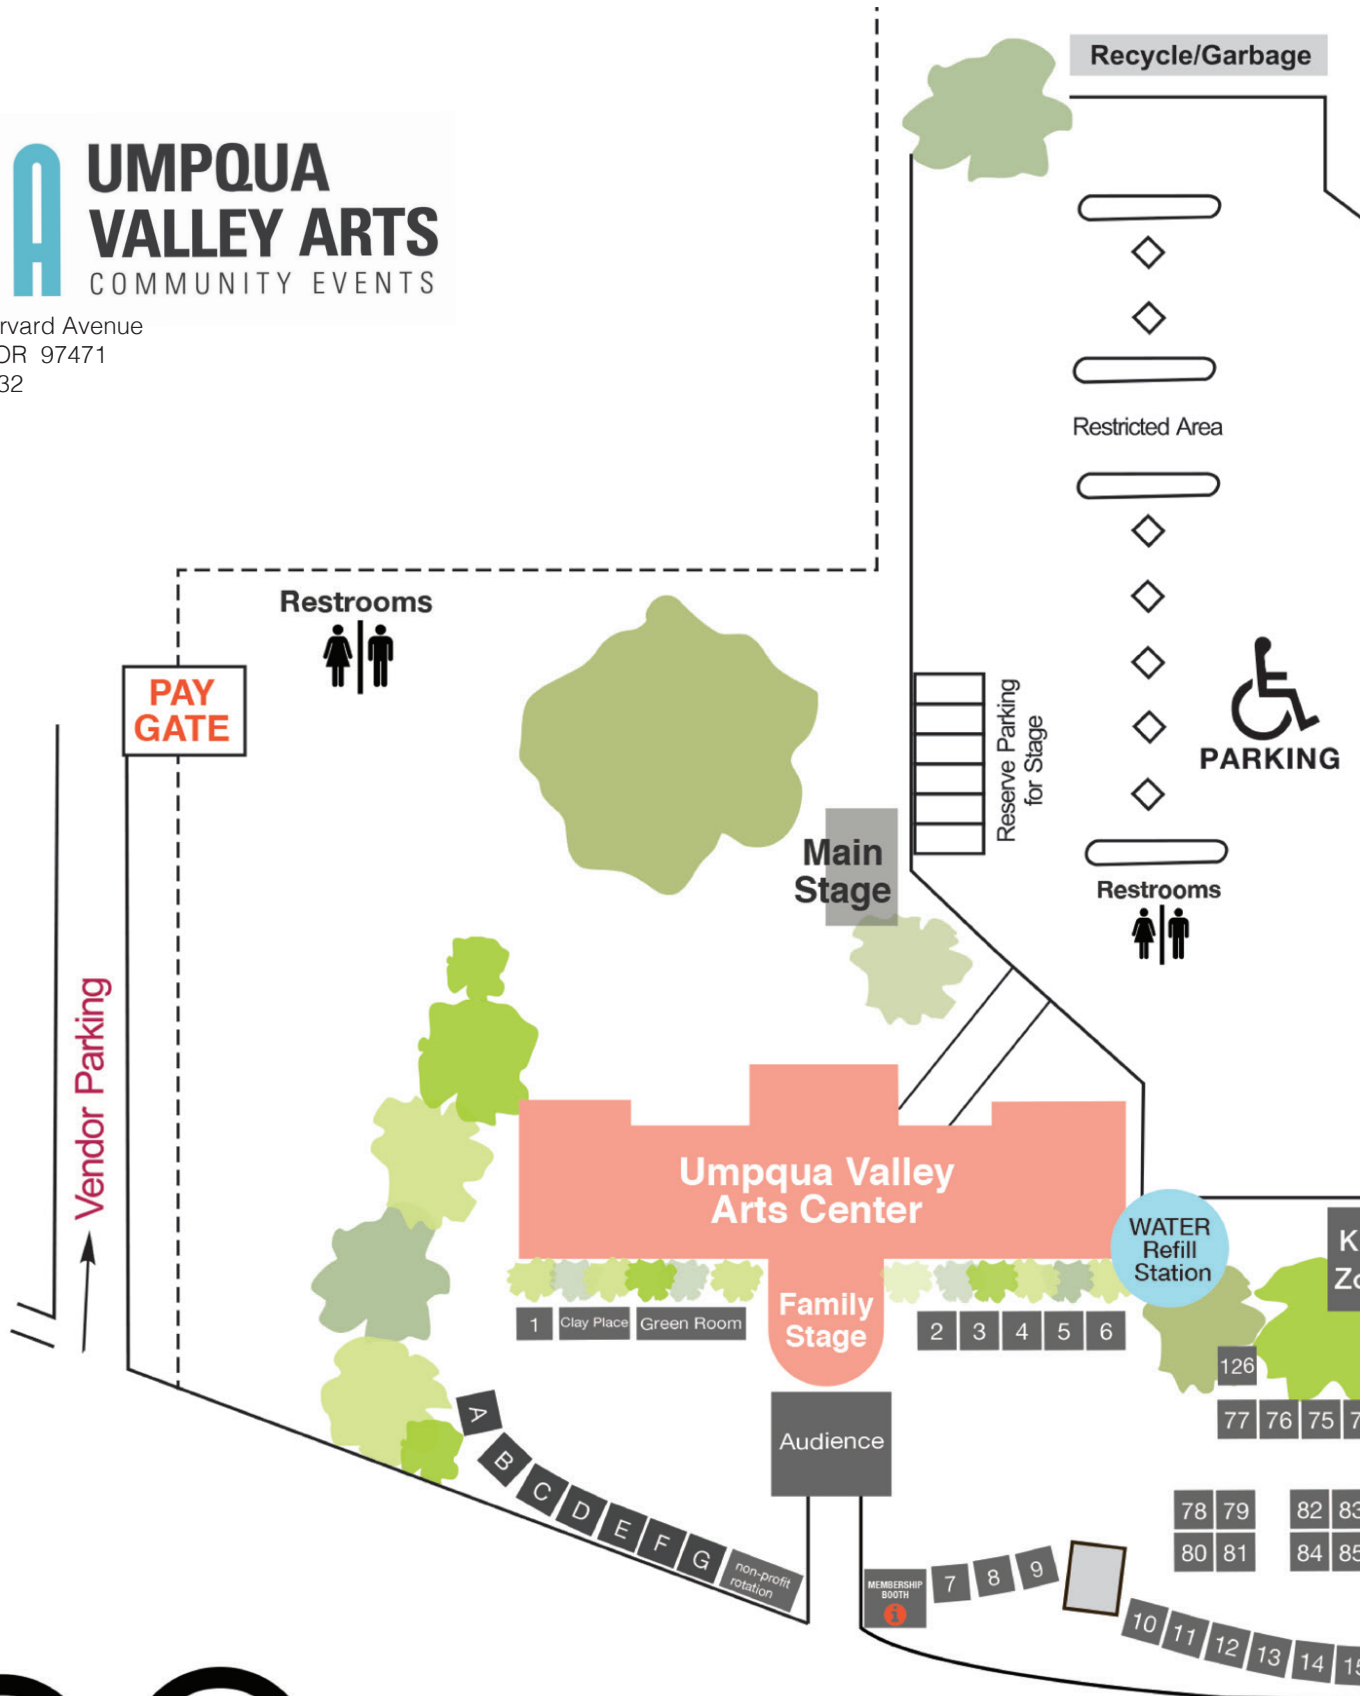 Recycle/Garbage
UMPQUA
VALLEY ARTS
COMMUNITY EVENTS
Avenue
OR 97471
Restricted Area
Restrooms
PAY
GATE
Reserve Parking
for Stage
PARKING
Main
Stage
Restrooms
Vendor Parking
Umpqua Valley
Arts Center
WATER
Refill
Station
Family
Stage
1
Clay Place
Green Room
2
3
4
5
6
126
77
76
75
Audience
A
B
C
D
E
F
G
non-profit
rotation
78
79
82
80
81
84
MEMBERSHIP
BOOTH
i
7
8
9
10
11
12
13
14